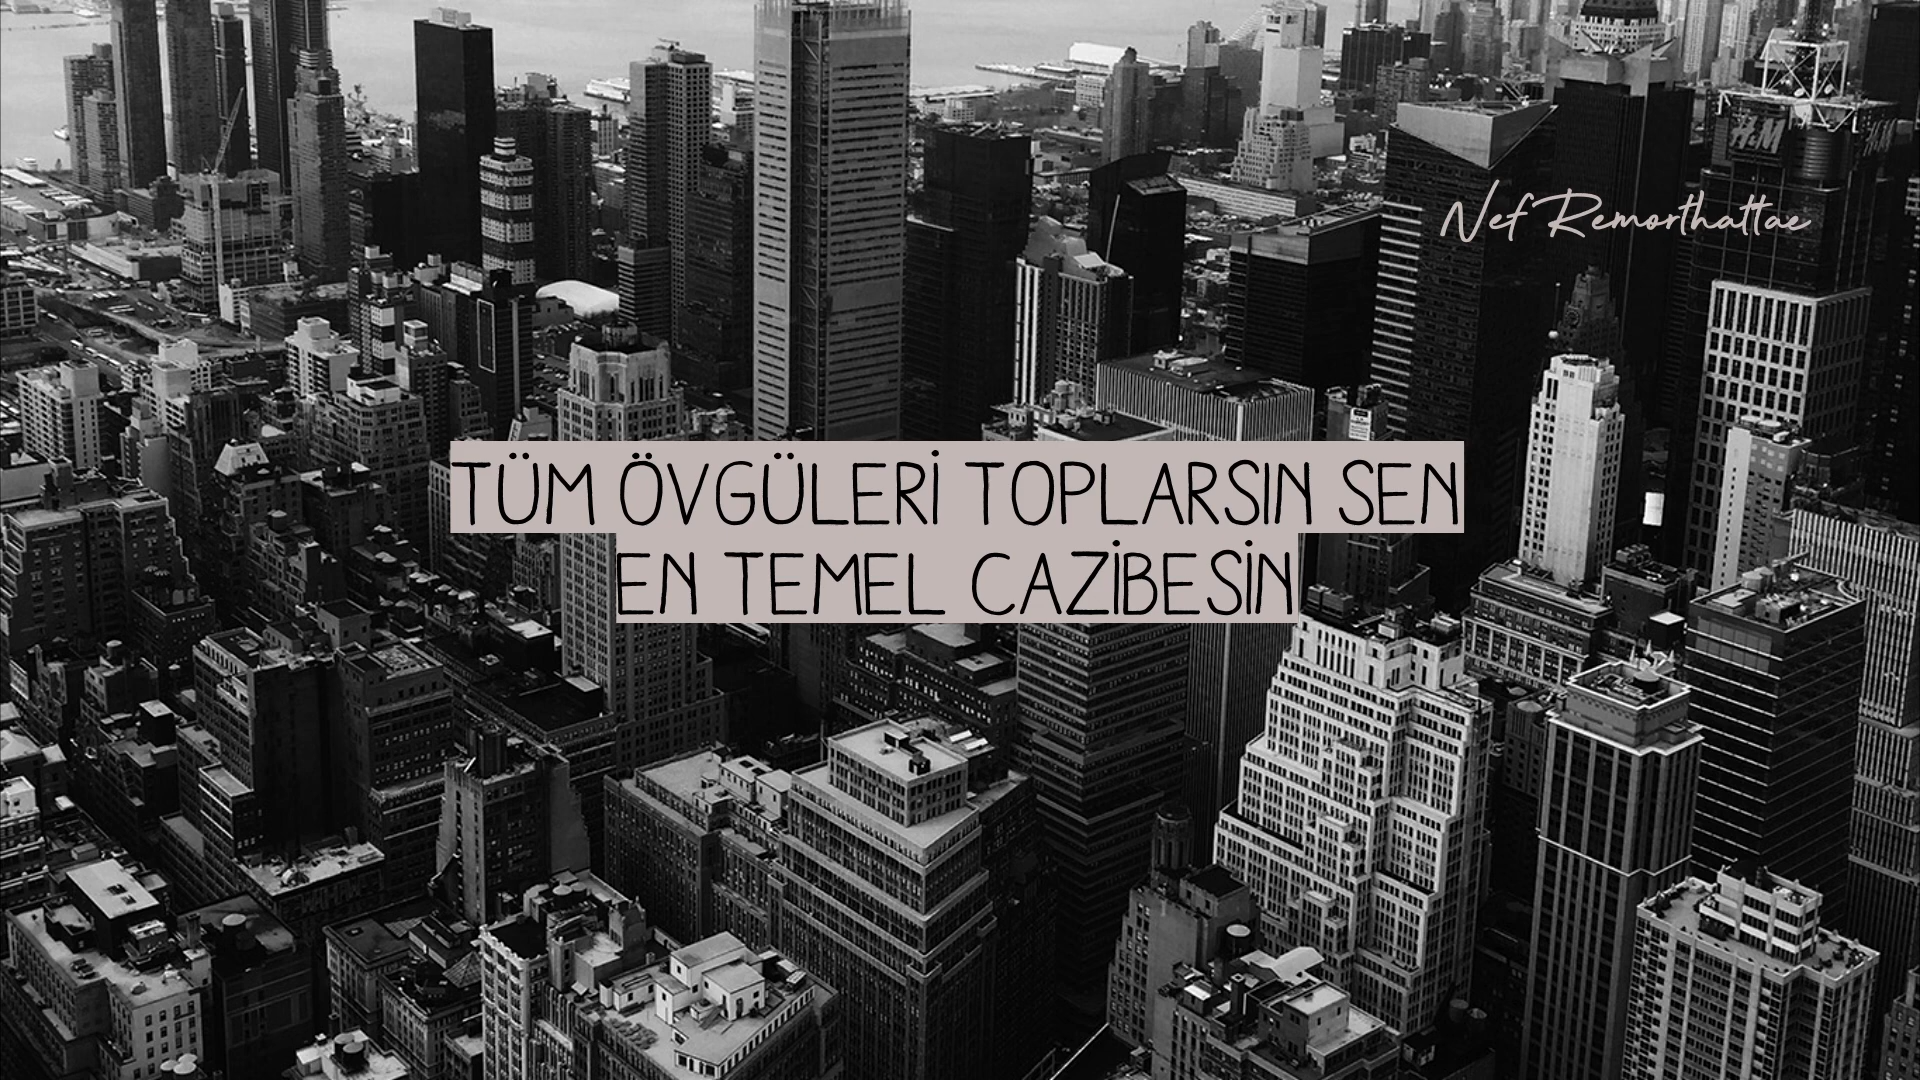 H&M
Nef Remorthattae
TÜM ÖVGÜLERİ TOPLARSIN SEN
EN TEMEL CAZİBESİN